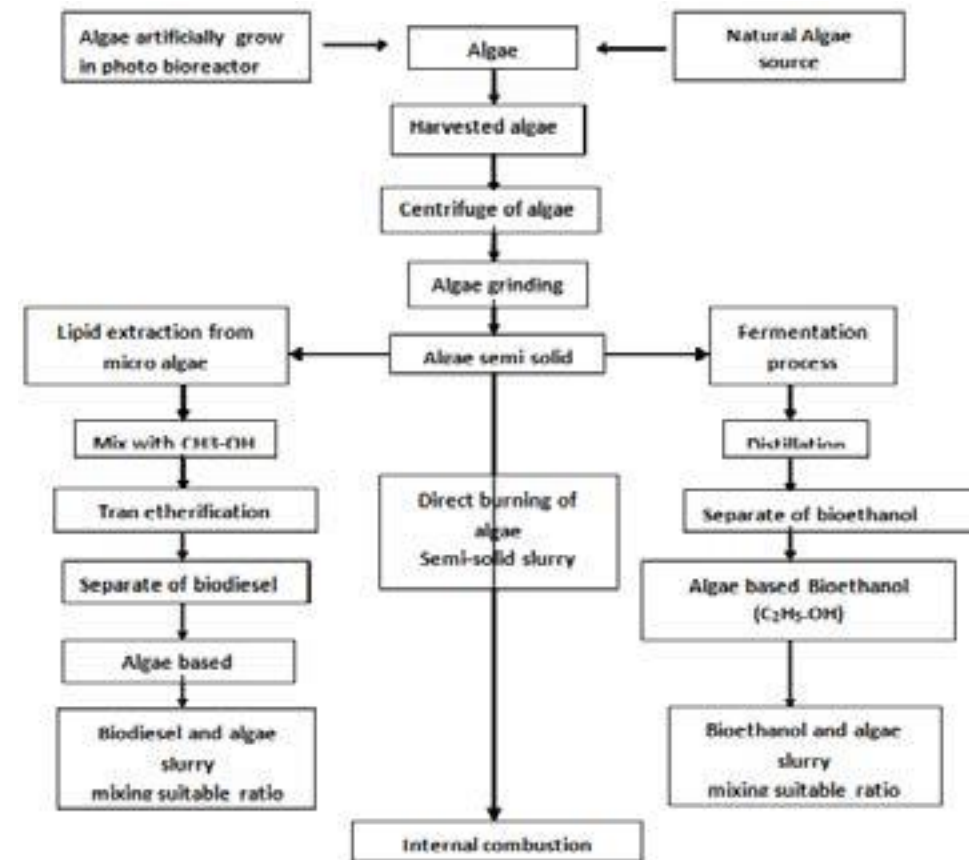 Algae artificially grow
in photo bioreactor
Algae
Natural Algae
source
Harvested algae
Centrifuge of algae
Algae grinding
Lipid extraction from
micro algae
Algae semi solid
Fermentation
process
Mix with CH3-OH
Distillation
Tran etherification
Direct burning of
algae
Semi-solid slurry
Separate of bioethanol
Separate of biodiesel
Algae based Bioethanol
(C₂H₅-OH)
Algae based
Biodiesel and algae
slurry
mixing suitable ratio
Bioethanol and algae
slurry
mixing suitable ratio
Internal combustion